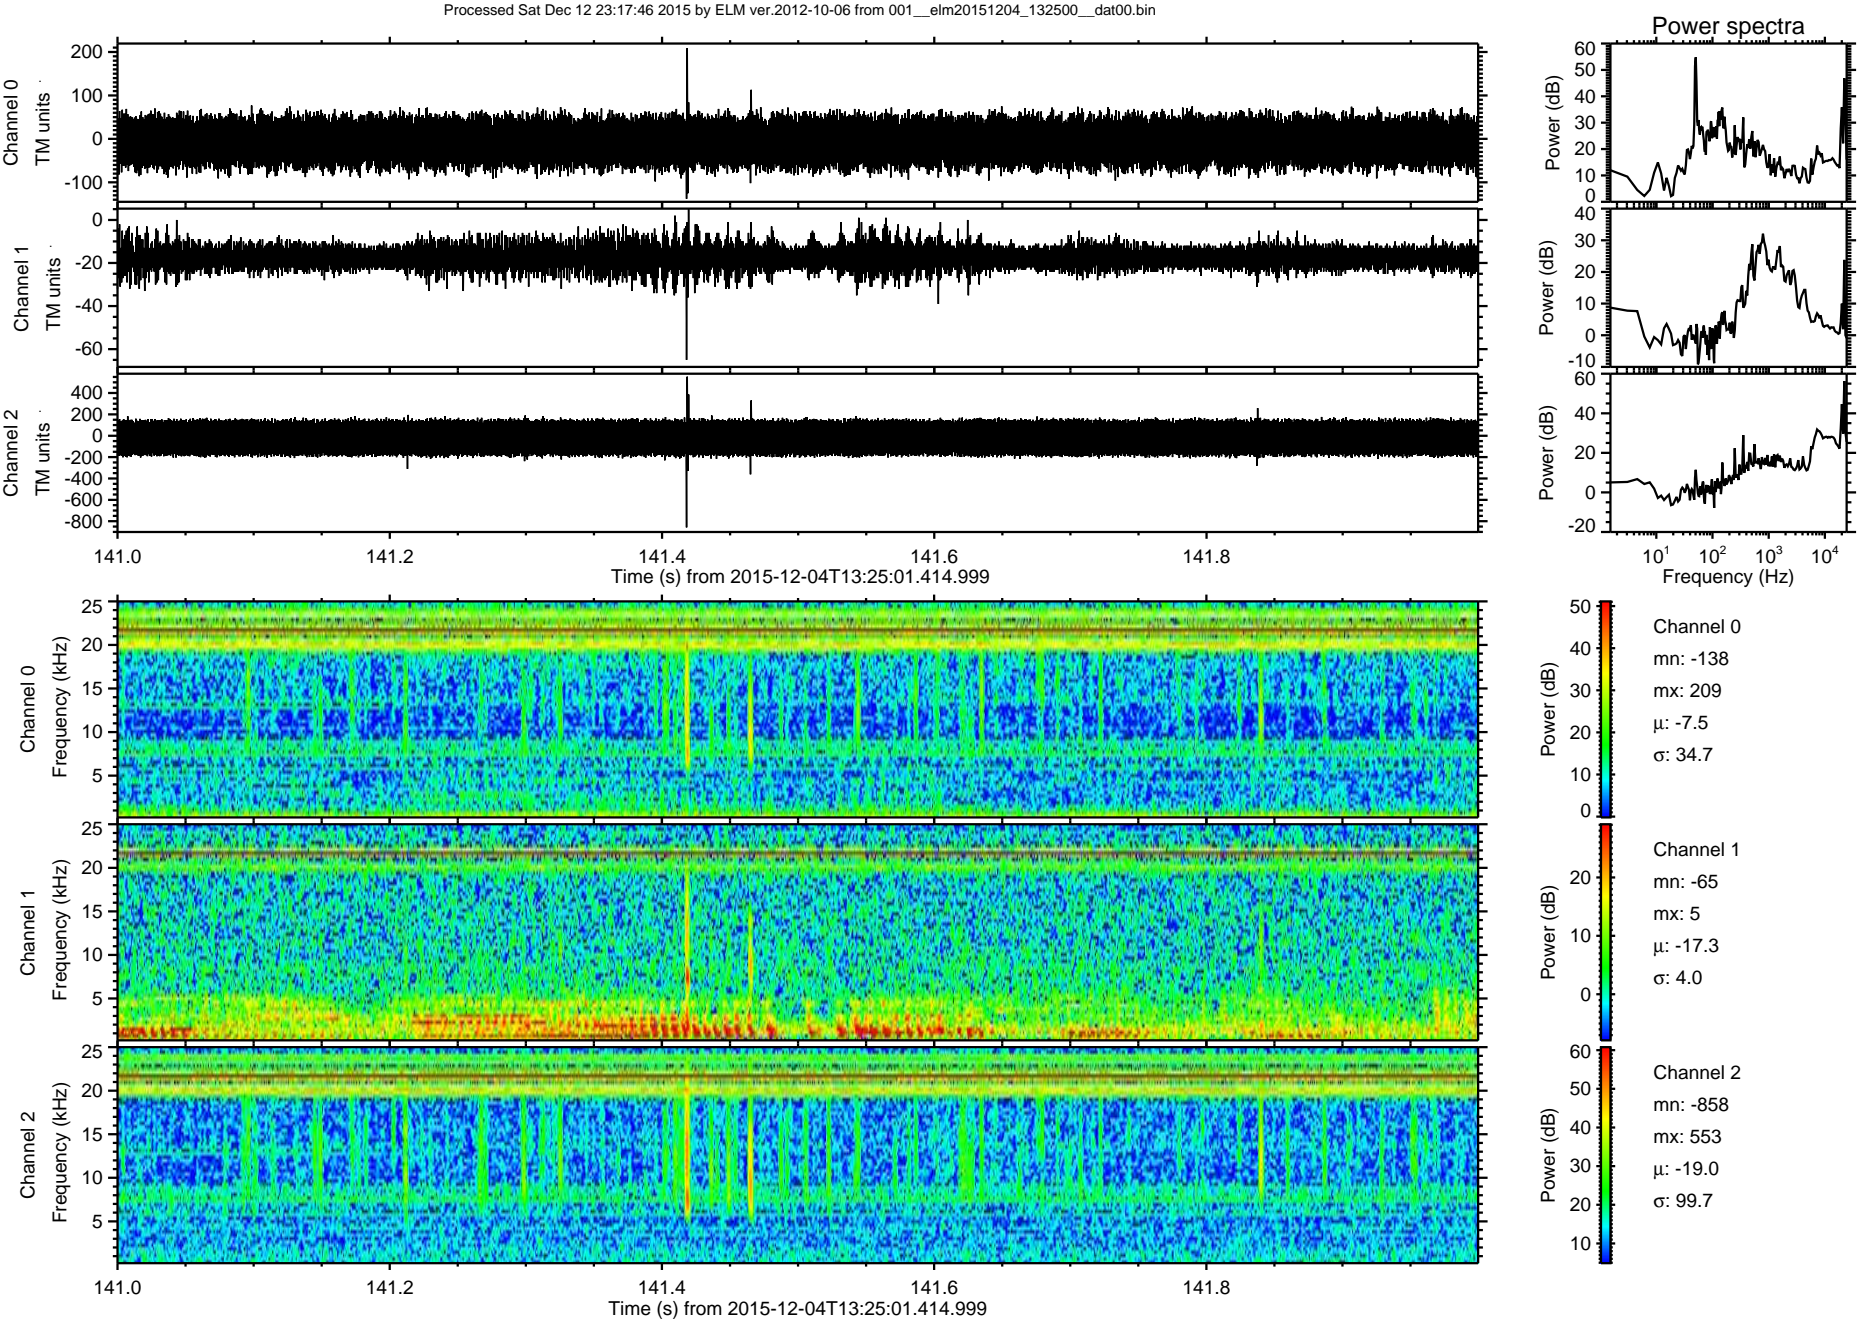 Processed Sat Dec 12 23:17:46 2015 by ELM ver.2012-10-06 from 001__elm20151204_132500__dat00.bin
Power spectra
Channel 0
TM units
200
100
0
-100
Power (dB)
60
50
40
30
20
10
0
Channel 1
TM units
0
-20
-40
-60
Power (dB)
40
30
20
10
0
-10
Channel 2
TM units
400
200
0
-200
-400
-600
-800
Power (dB)
60
40
20
0
-20
141.0 141.2 141.4 141.6 141.8
Time (s) from 2015-12-04T13:25:01.414.999
10^1 10^2 10^3 10^4
Frequency (Hz)
Channel 0
Frequency (kHz)
25
20
15
10
5
Power (dB)
50
40
30
20
10
0
Channel 0
mn: -138
mx: 209
μ: -7.5
σ: 34.7
Channel 1
Frequency (kHz)
25
20
15
10
5
Power (dB)
20
10
0
Channel 1
mn: -65
mx: 5
μ: -17.3
σ: 4.0
Channel 2
Frequency (kHz)
25
20
15
10
5
Power (dB)
60
50
40
30
20
10
Channel 2
mn: -858
mx: 553
μ: -19.0
σ: 99.7
141.0 141.2 141.4 141.6 141.8
Time (s) from 2015-12-04T13:25:01.414.999